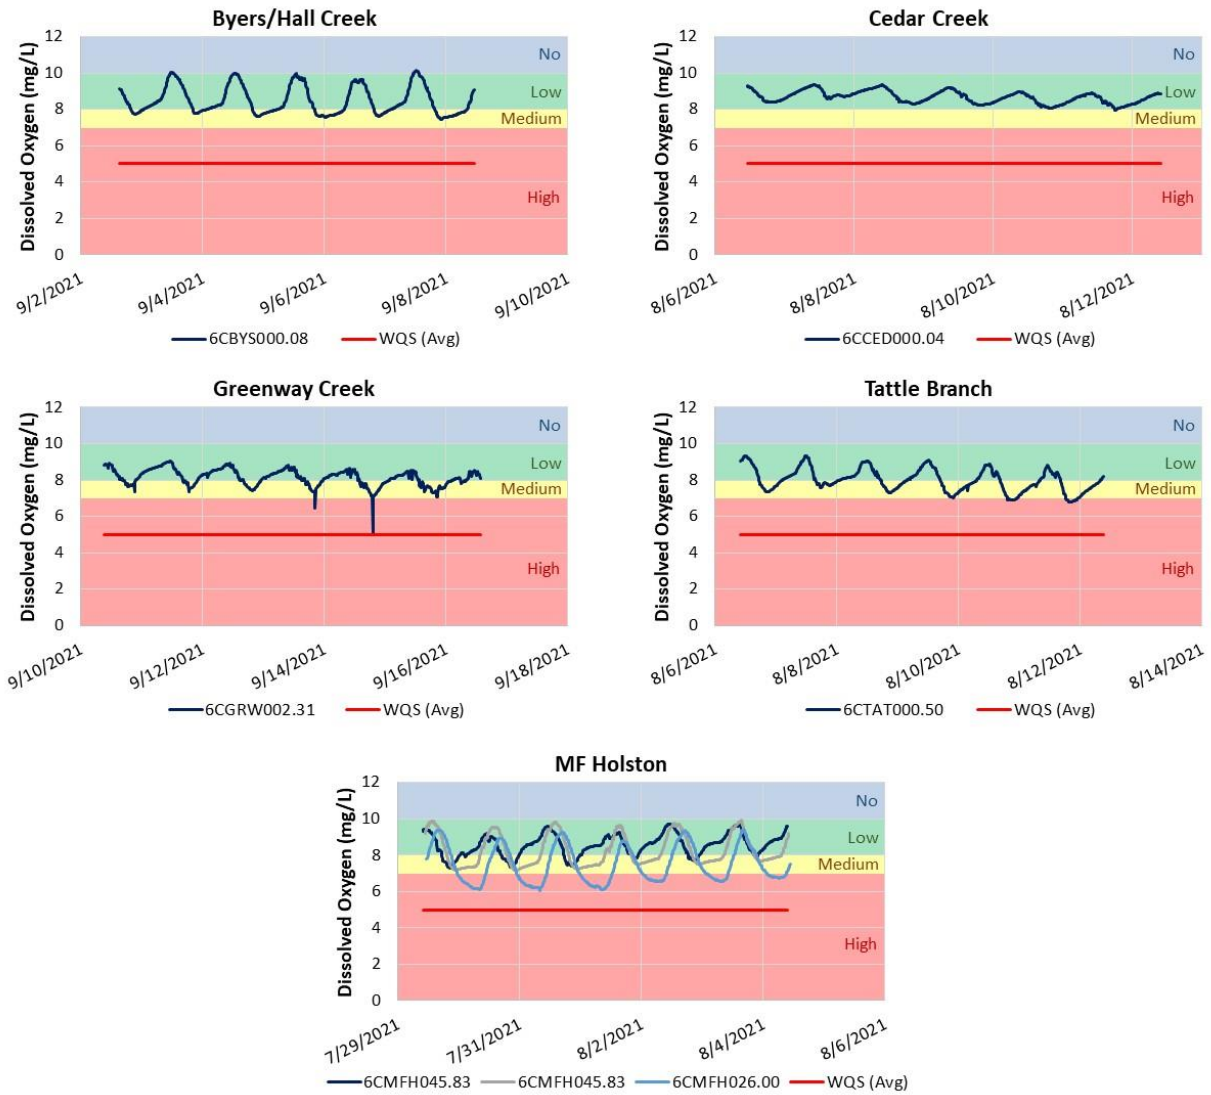 Byers/Hall Creek
Dissolved Oxygen (mg/L)
12
10
8
6
4
2
0
No
Low
Medium
High
9/2/2021
9/4/2021
9/6/2021
9/8/2021
9/10/2021
6CBYS000.08 WQS (Avg)
Cedar Creek
Dissolved Oxygen (mg/L)
12
10
8
6
4
2
0
No
Low
Medium
High
8/6/2021
8/8/2021
8/10/2021
8/12/2021
6CCED000.04 WQS (Avg)
Greenway Creek
Dissolved Oxygen (mg/L)
12
10
8
6
4
2
0
No
Low
Medium
High
9/10/2021
9/12/2021
9/14/2021
9/16/2021
9/18/2021
6CGRW002.31 WQS (Avg)
Tattle Branch
Dissolved Oxygen (mg/L)
12
10
8
6
4
2
0
No
Low
Medium
High
8/6/2021
8/8/2021
8/10/2021
8/12/2021
8/14/2021
6CTAT000.50 WQS (Avg)
MF Holston
Dissolved Oxygen (mg/L)
12
10
8
6
4
2
0
No
Low
Medium
High
7/29/2021
7/31/2021
8/2/2021
8/4/2021
8/6/2021
6CMFH045.83 6CMFH045.83 6CMFH026.00 WQS (Avg)